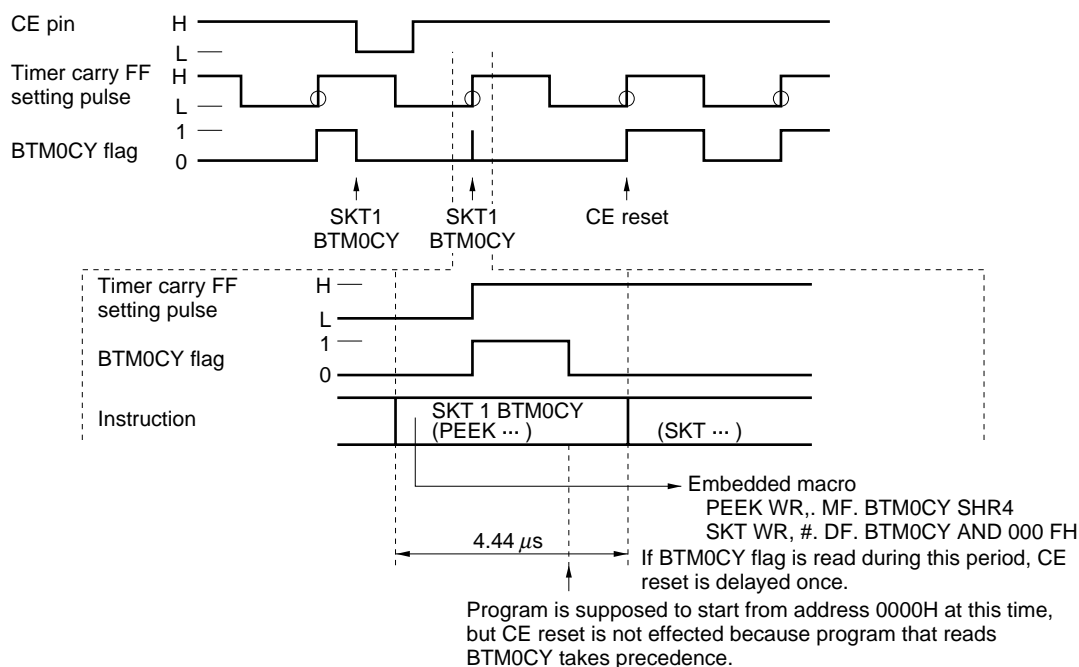 CE pin
H
L
Timer carry FF
setting pulse
H
L
BTM0CY flag
1
0
SKT1
BTM0CY
SKT1
BTM0CY
CE reset
Timer carry FF
setting pulse
H
L
BTM0CY flag
1
0
Instruction
SKT 1 BTM0CY
(PEEK ··· )
(SKT ··· )
Embedded macro
PEEK WR,. MF. BTM0CY SHR4
SKT WR, #. DF. BTM0CY AND 000 FH
4.44 μs
If BTM0CY flag is read during this period, CE
reset is delayed once.
Program is supposed to start from address 0000H at this time,
but CE reset is not effected because program that reads
BTM0CY takes precedence.